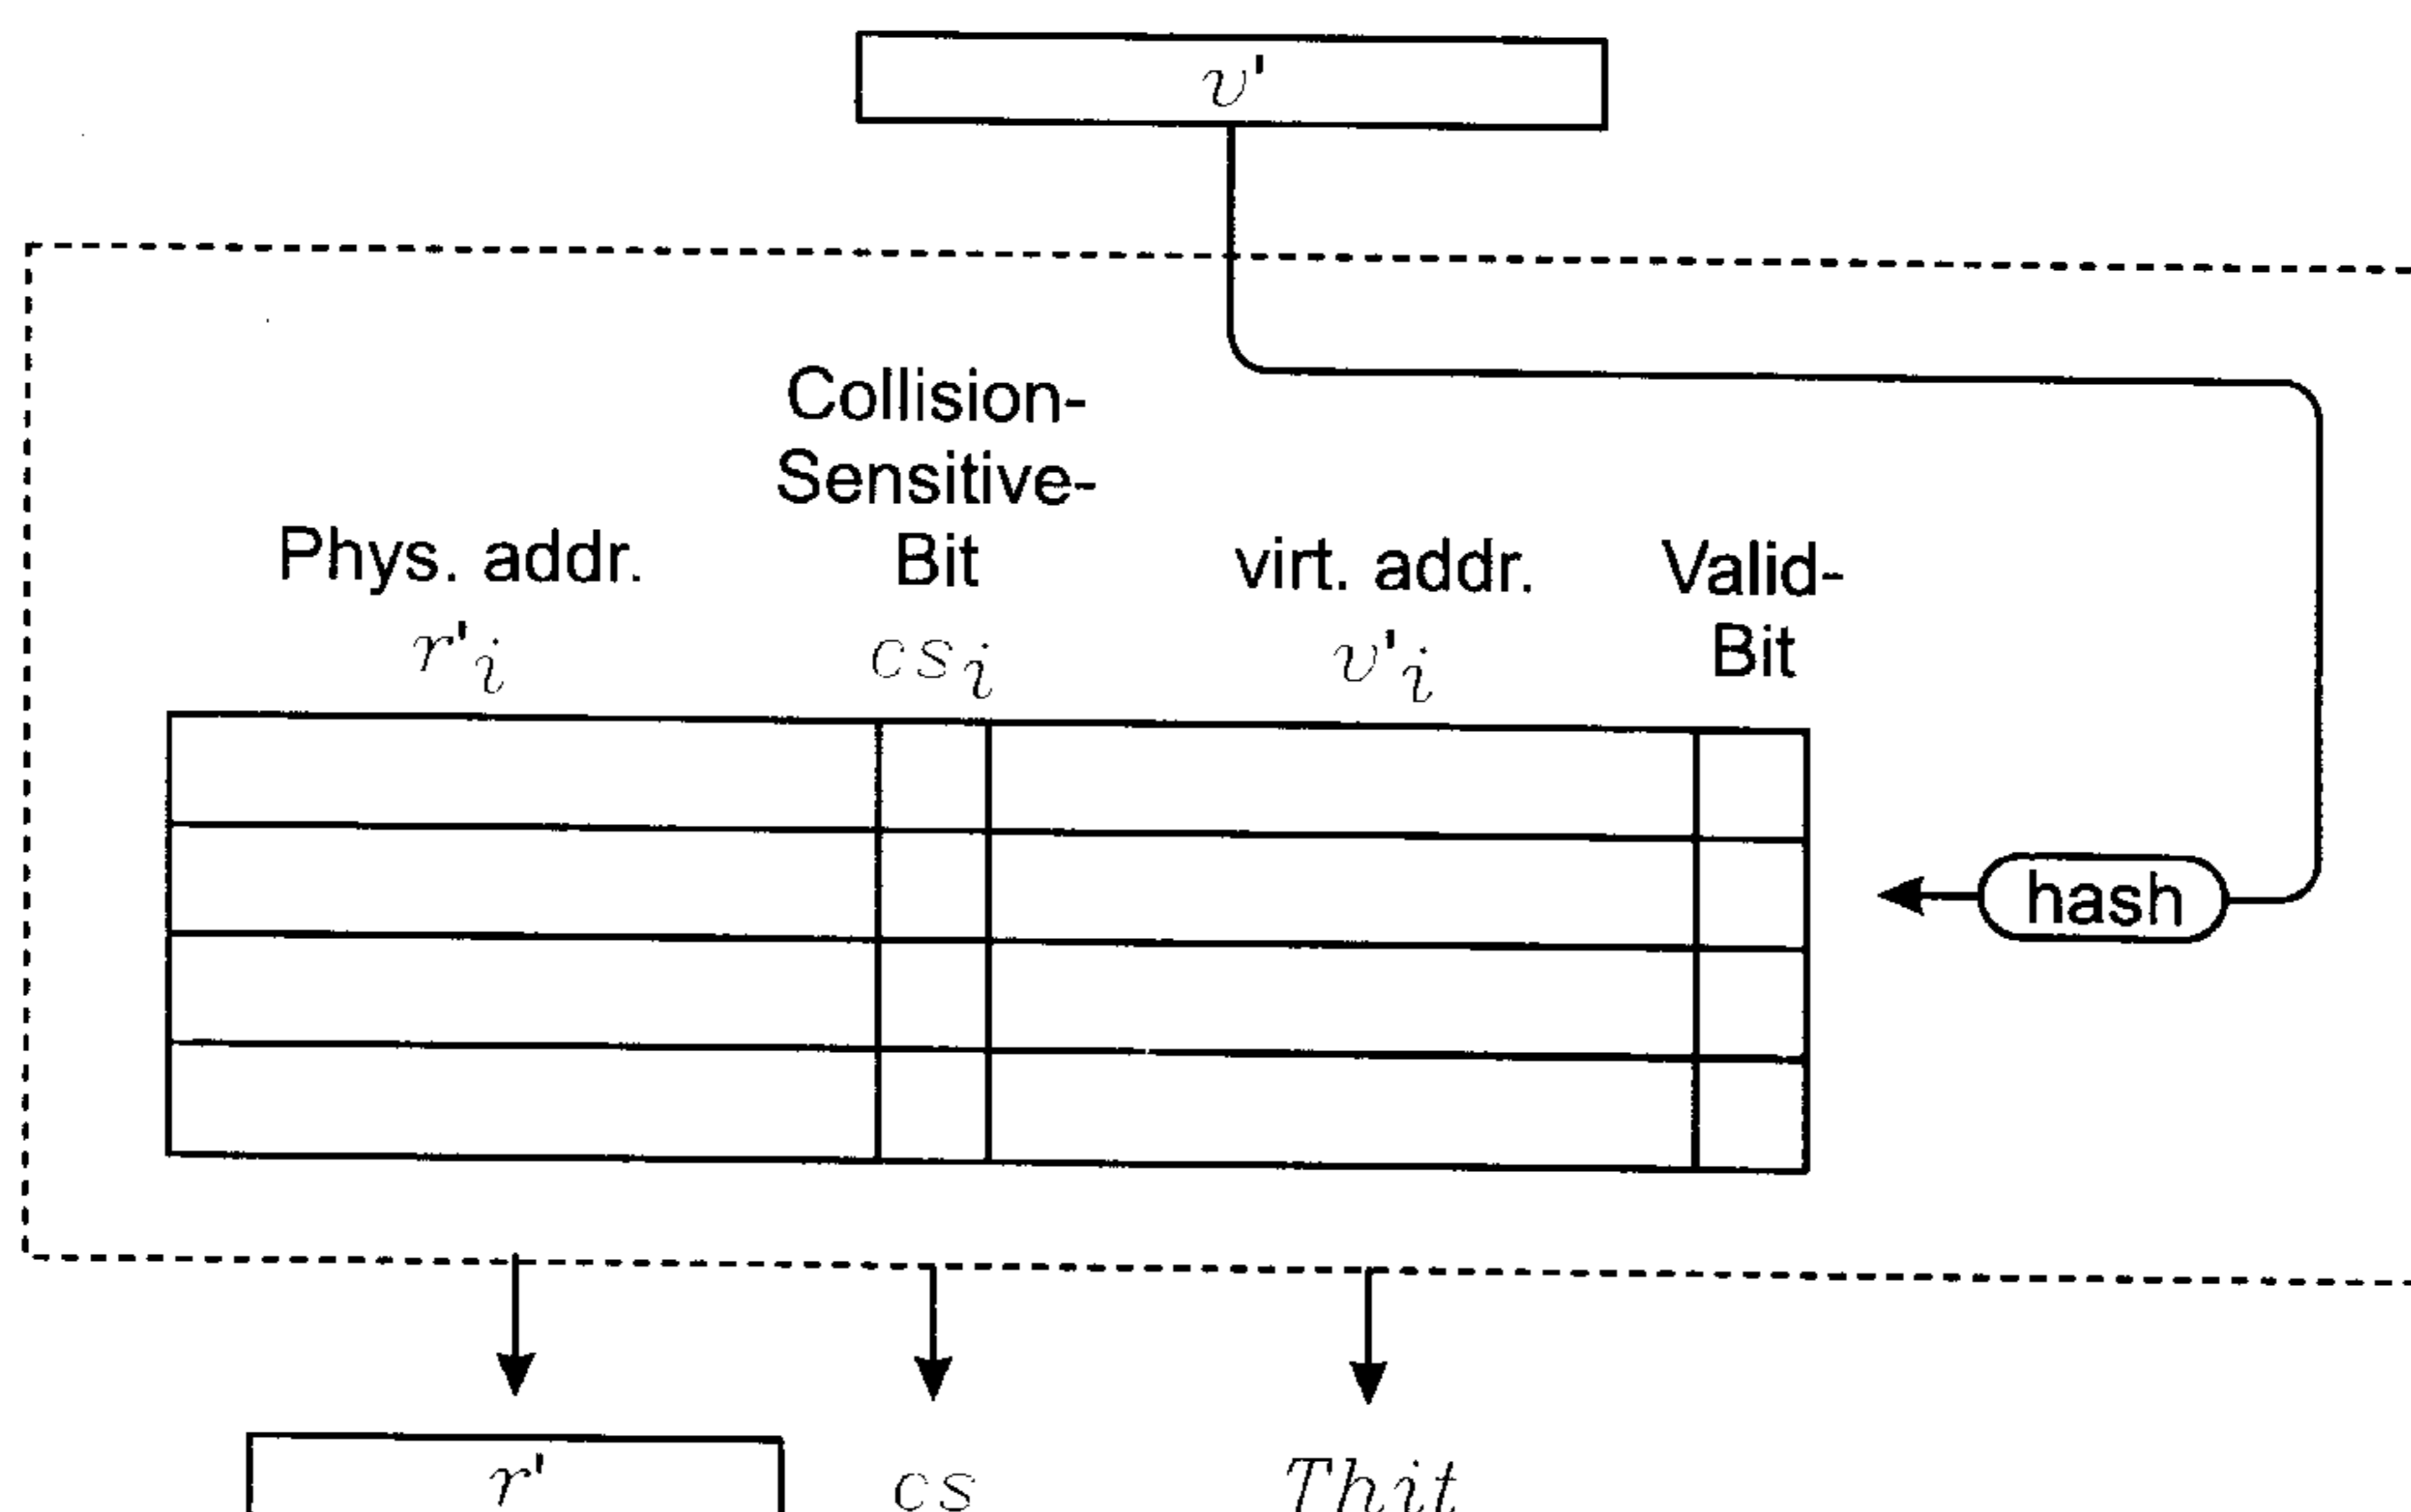 v'
Collision-
Sensitive-
Bit
Phys. addr.
virt. addr.
Valid-
Bit
r'i
csi
v'i
hash
r'
cs
Thit